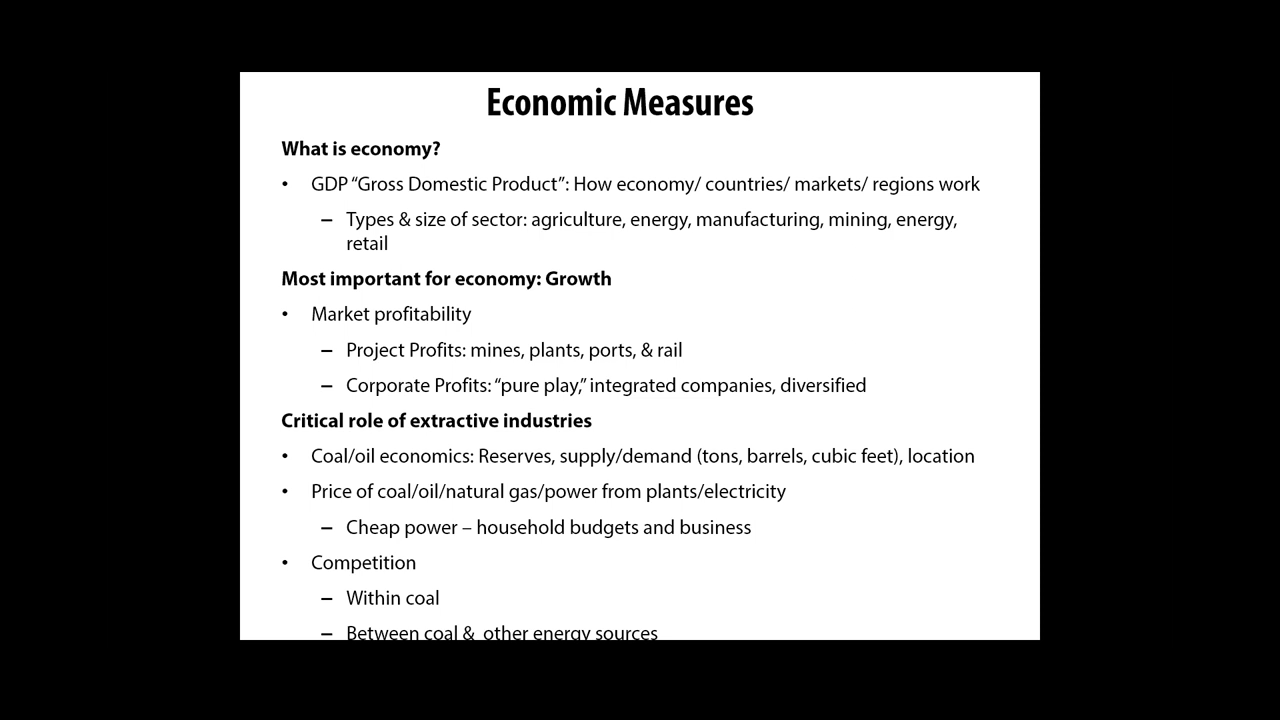 Economic Measures
What is economy?
• GDP “Gross Domestic Product”: How economy/ countries/ markets/ regions work
– Types & size of sector: agriculture, energy, manufacturing, mining, energy,
retail
Most important for economy: Growth
• Market profitability
– Project Profits: mines, plants, ports, & rail
– Corporate Profits: “pure play,” integrated companies, diversified
Critical role of extractive industries
• Coal/oil economics: Reserves, supply/demand (tons, barrels, cubic feet), location
• Price of coal/oil/natural gas/power from plants/electricity
– Cheap power – household budgets and business
• Competition
– Within coal
– Between coal & other energy sources